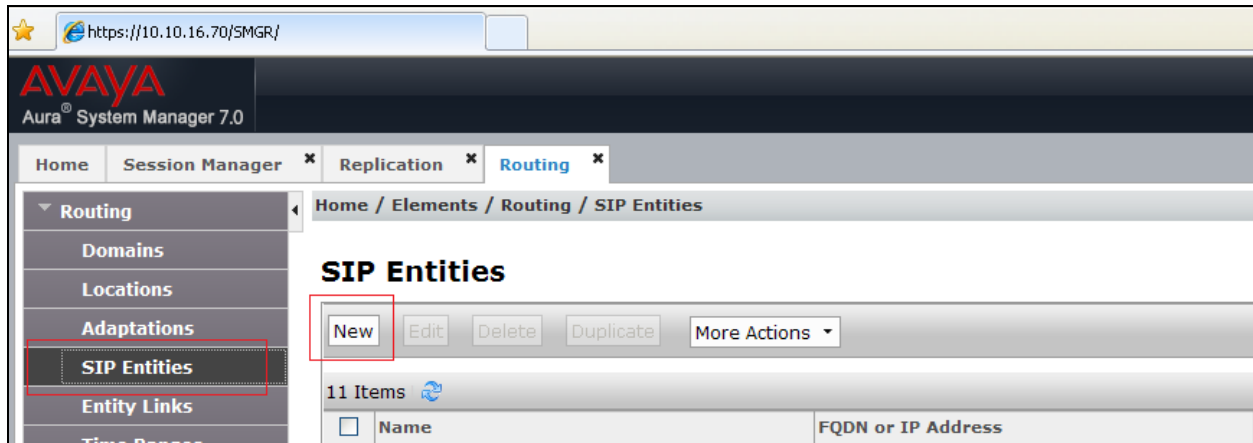 https://10.10.16.70/SMGR/
AVAYA
Aura® System Manager 7.0
Home Session Manager × Replication × Routing ×
Routing
Home / Elements / Routing / SIP Entities
Domains
Locations
Adaptations
SIP Entities
Entity Links
Time Ranges
SIP Entities
New Edit Delete Duplicate More Actions
11 Items
Name FQDN or IP Address